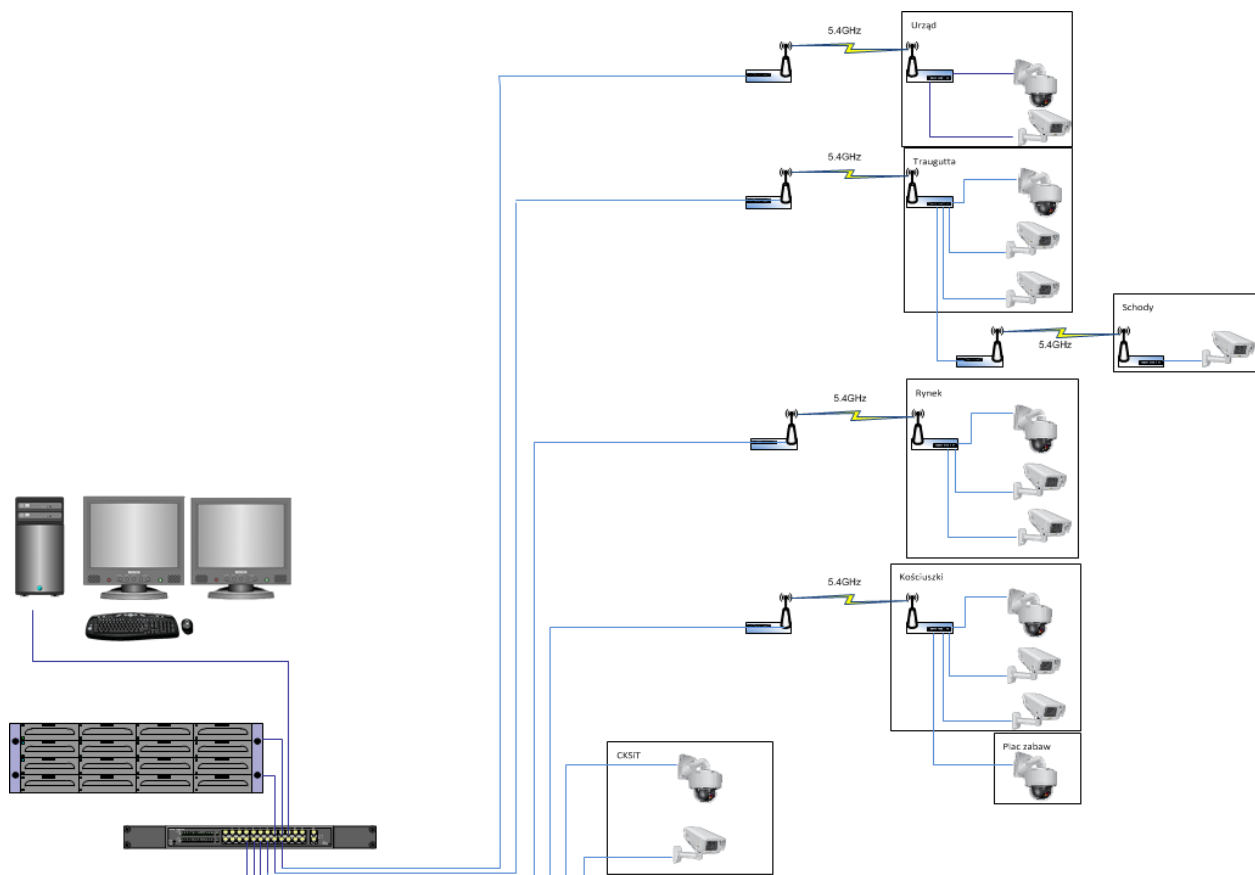 5.4GHz
Urząd
5.4GHz
Traugutta
Schody
5.4GHz
Rynek
5.4GHz
Kościuszki
5.4GHz
CKSiT
Plac zabaw